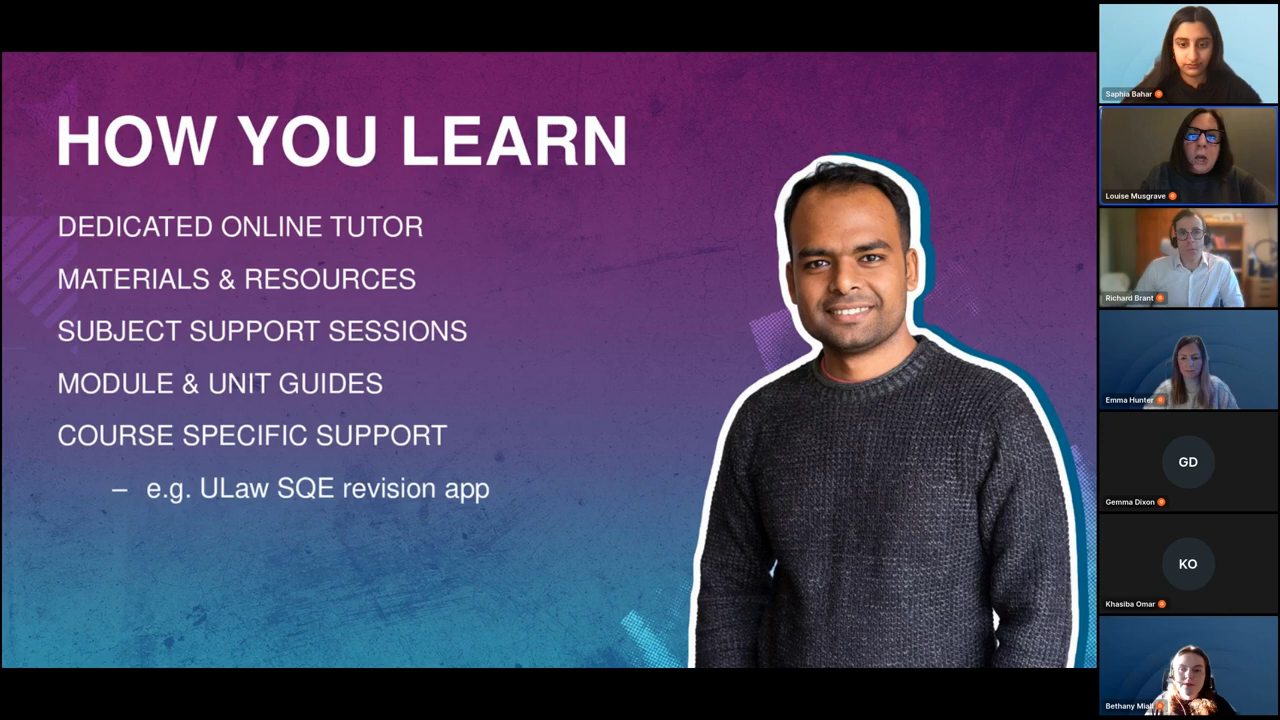 HOW YOU LEARN
DEDICATED ONLINE TUTOR
MATERIALS & RESOURCES
SUBJECT SUPPORT SESSIONS
MODULE & UNIT GUIDES
COURSE SPECIFIC SUPPORT
– e.g. ULaw SQE revision app
Saphia Bahar
Louise Musgrave
Richard Brant
Emma Hunter
GD
Gemma Dixon
KO
Khasiba Omar
Bethany Miall